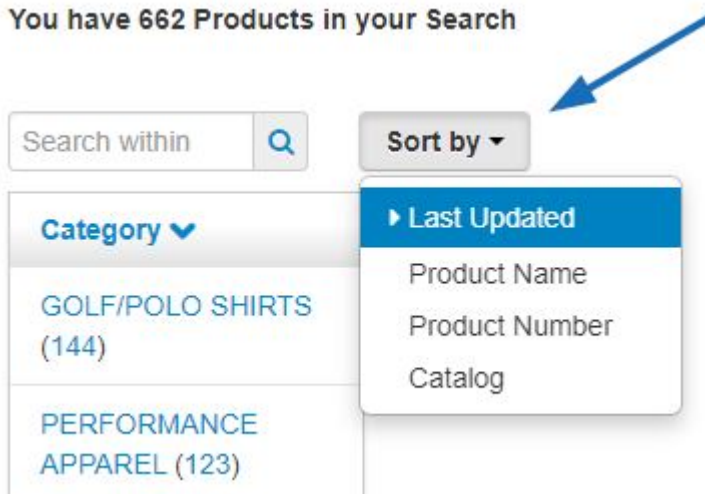 You have 662 Products in your Search
Search within
Sort by
Last Updated
Product Name
Product Number
Catalog
Category
GOLF/POLO SHIRTS
(144)
PERFORMANCE
APPAREL (123)